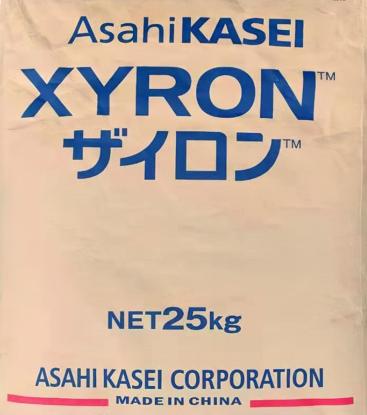 AsahiKASEI
XYRON™
ザイロン™
NET25kg
ASAHI KASEI CORPORATION
MADE IN CHINA